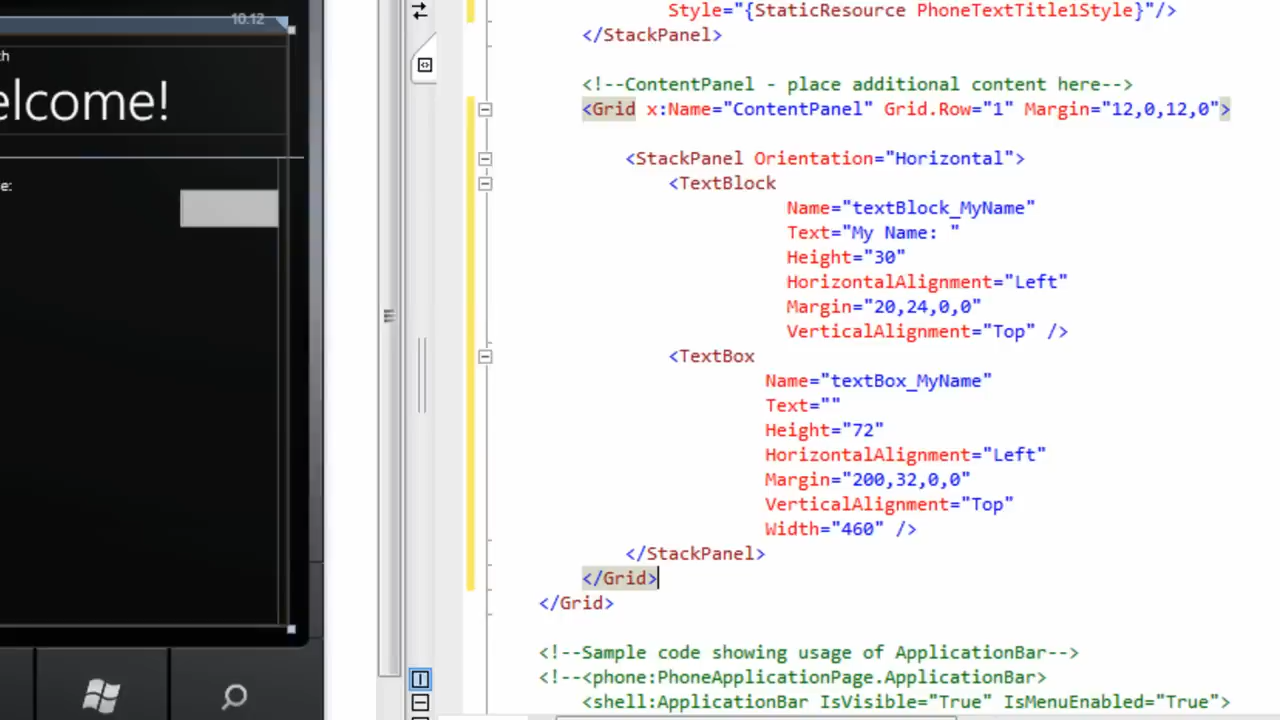 10.12
elcome!
e:
Style="{StaticResource PhoneTextTitle1Style}"/>
</StackPanel>
<!--ContentPanel - place additional content here-->
<Grid x:Name="ContentPanel" Grid.Row="1" Margin="12,0,12,0">
<StackPanel Orientation="Horizontal">
<TextBlock
Name="textBlock_MyName"
Text="My Name: "
Height="30"
HorizontalAlignment="Left"
Margin="20,24,0,0"
VerticalAlignment="Top" />
<TextBox
Name="textBox_MyName"
Text=""
Height="72"
HorizontalAlignment="Left"
Margin="200,32,0,0"
VerticalAlignment="Top"
Width="460" />
</StackPanel>
</Grid>
</Grid>
<!--Sample code showing usage of ApplicationBar-->
<!--<phone:PhoneApplicationPage.ApplicationBar>
<shell:ApplicationBar IsVisible="True" IsMenuEnabled="True">